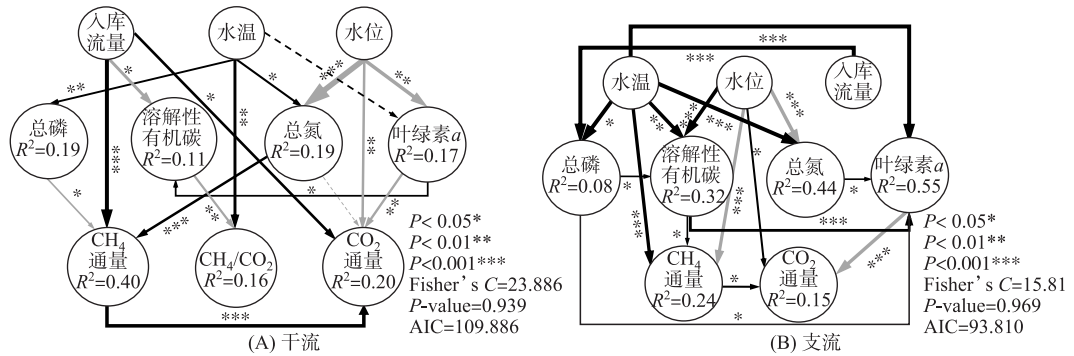 入库
流量
水温
水位
总磷
R²=0.19
溶解性
有机碳
R²=0.11
总氮
R²=0.19
叶绿素a
R²=0.17
CH₄
通量
R²=0.40
CH₄/CO₂
R²=0.16
CO₂
通量
R²=0.20
**
*
*
*
*
***
**
***
**
**
*
*
**
***
**
***
P< 0.05*
P< 0.01**
P<0.001***
Fisher’s C=23.886
P-value=0.939
AIC=109.886
(A) 干流
***
***
水温
水位
入库
流量
总磷
R²=0.08
溶解性
有机碳
R²=0.32
总氮
R²=0.44
叶绿素a
R²=0.55
CH₄
通量
R²=0.24
CO₂
通量
R²=0.15
*
**
***
***
*
*
*
***
***
***
*
*
***
*
P< 0.05*
P< 0.01**
P<0.001***
Fisher’s C=15.81
P-value=0.969
AIC=93.810
(B) 支流